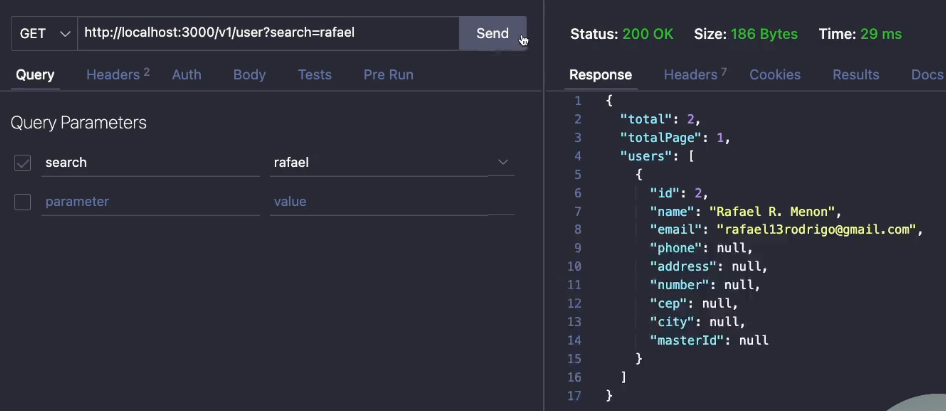 GET http://localhost:3000/v1/user?search=rafael Send
Query Headers 2 Auth Body Tests Pre Run
Query Parameters
search rafael
parameter value
Status: 200 OK Size: 186 Bytes Time: 29 ms
Response Headers 7 Cookies Results Docs
1 {
2 "total": 2,
3 "totalPage": 1,
4 "users": [
5 {
6 "id": 2,
7 "name": "Rafael R. Menon",
8 "email": "rafael13rodrigo@gmail.com",
9 "phone": null,
10 "address": null,
11 "number": null,
12 "cep": null,
13 "city": null,
14 "masterId": null
15 }
16 ]
17 }